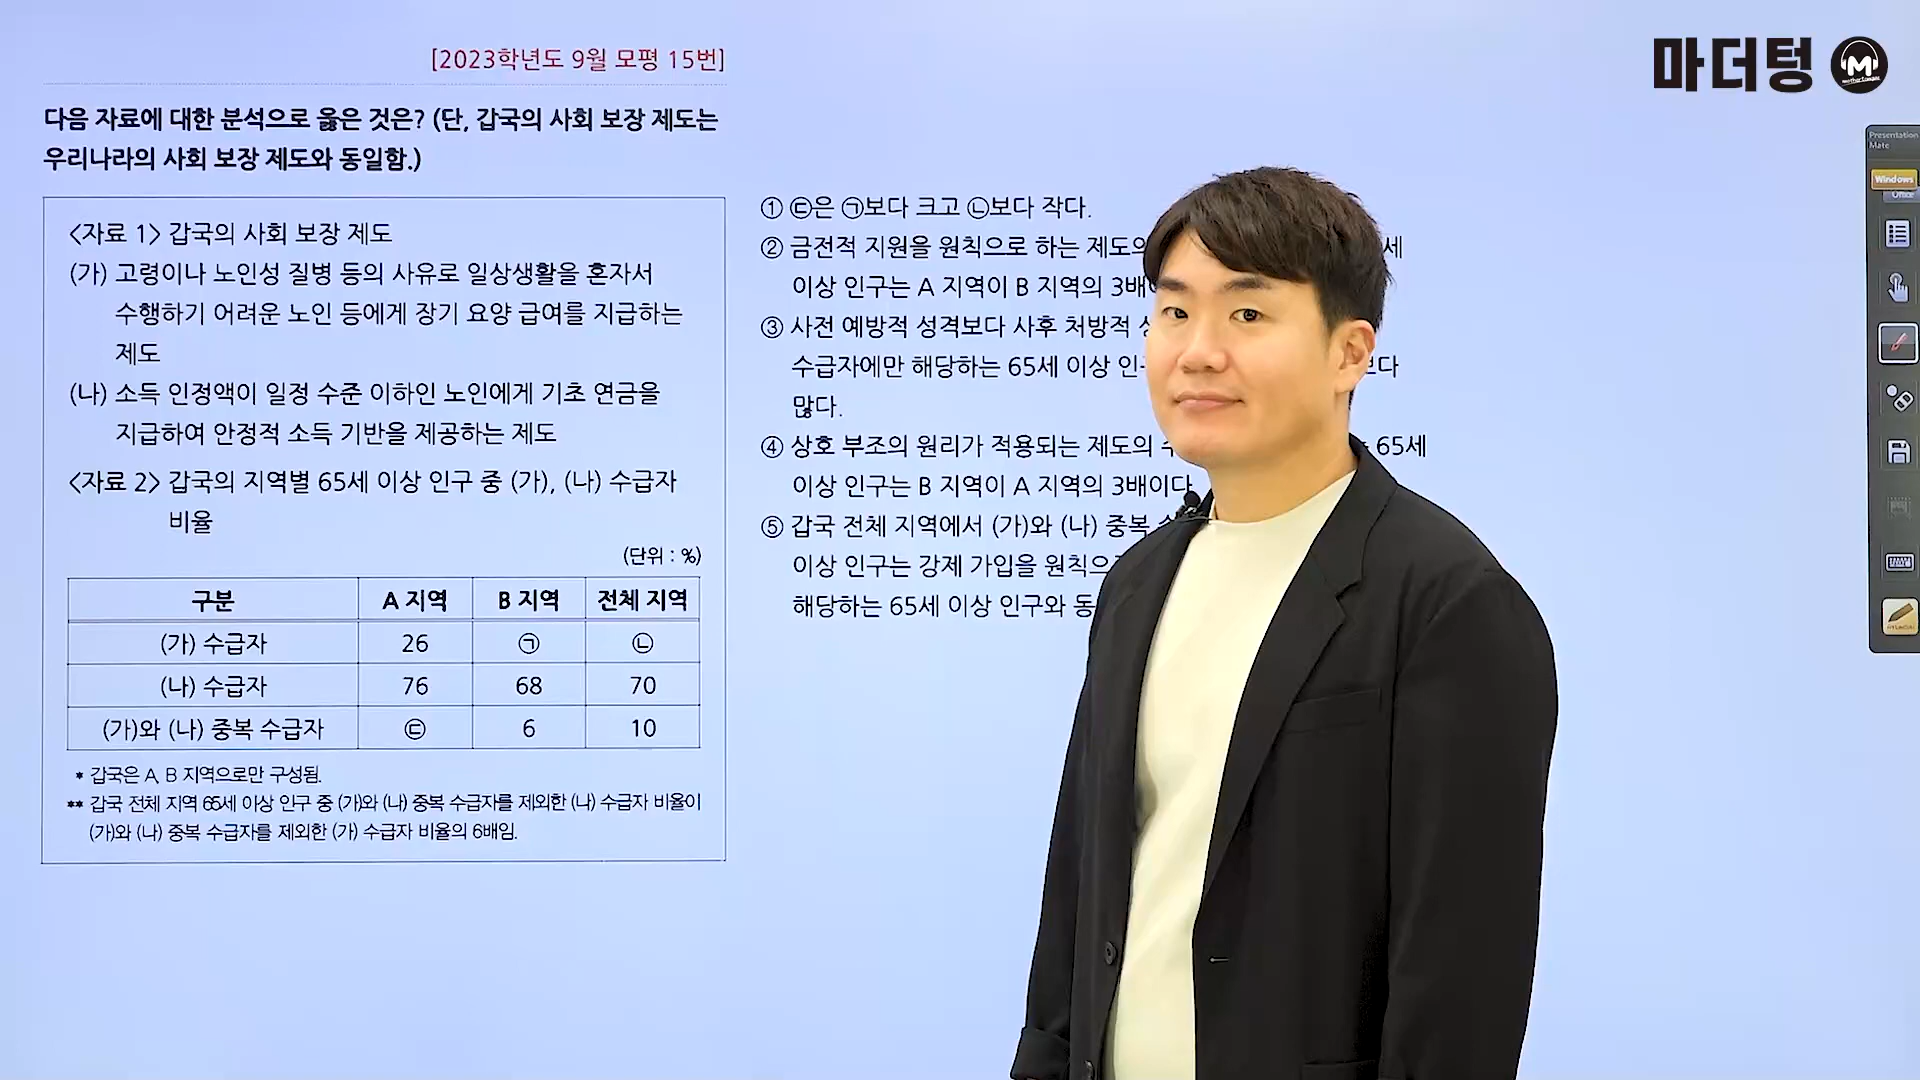 [2023학년도 9월 모평 15번]
다음 자료에 대한 분석으로 옳은 것은? (단, 갑국의 사회 보장 제도는
우리나라의 사회 보장 제도와 동일함.)
<자료 1> 갑국의 사회 보장 제도
(가) 고령이나 노인성 질병 등의 사유로 일상생활을 혼자서
수행하기 어려운 노인 등에게 장기 요양 급여를 지급하는
제도
(나) 소득 인정액이 일정 수준 이하인 노인에게 기초 연금을
지급하여 안정적 소득 기반을 제공하는 제도
<자료 2> 갑국의 지역별 65세 이상 인구 중 (가), (나) 수급자
비율
(단위 : %)
구분 A 지역 B 지역 전체 지역
(가) 수급자 26 ㉠ ㉡
(나) 수급자 76 68 70
(가)와 (나) 중복 수급자 ㉢ 6 10
* 갑국은 A, B 지역으로만 구성됨.
** 갑국 전체 지역 65세 이상 인구 중 (가)와 (나) 중복 수급자를 제외한 (나) 수급자 비율이
(가)와 (나) 중복 수급자를 제외한 (가) 수급자 비율의 6배임.
① ㉢은 ㉠보다 크고 ㉡보다 작다.
② 금전적 지원을 원칙으로 하는 제도의 세
이상 인구는 A 지역이 B 지역의 3배
③ 사전 예방적 성격보다 사후 처방적
수급자에만 해당하는 65세 이상 인 보다
많다.
④ 상호 부조의 원리가 적용되는 제도의 65세
이상 인구는 B 지역이 A 지역의 3배이다.
⑤ 갑국 전체 지역에서 (가)와 (나) 중복
이상 인구는 강제 가입을 원칙으
해당하는 65세 이상 인구와 동
마더텅
M
Presentation
Mate
Windows
Office